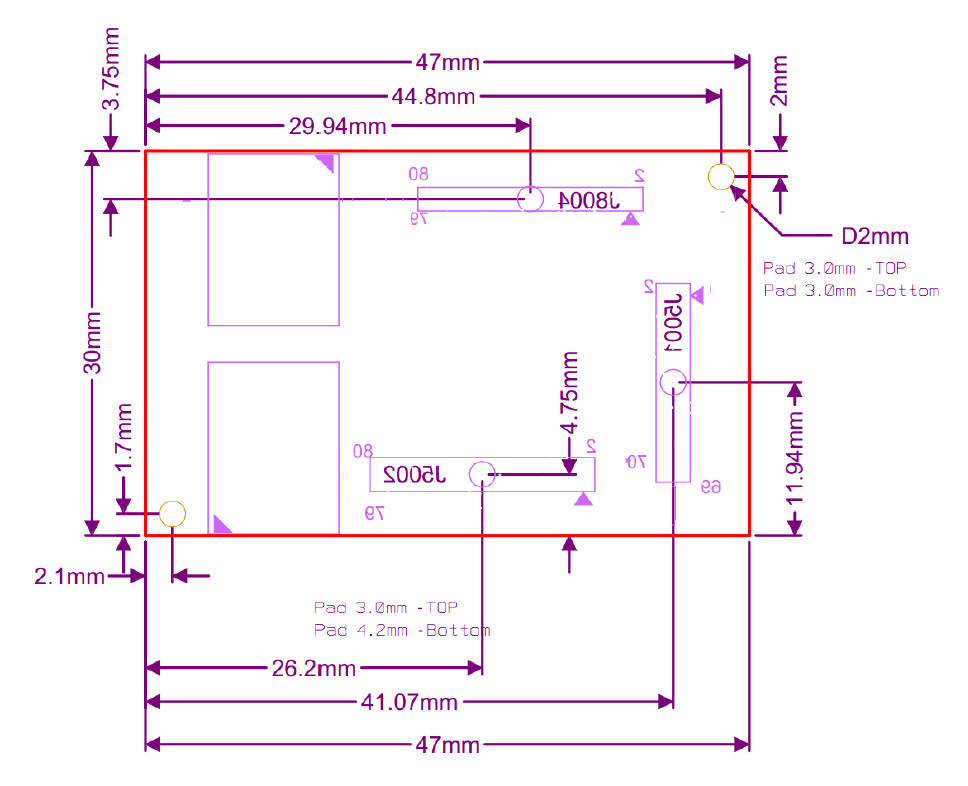 3.75mm
47mm
2mm
44.8mm
29.94mm
80
2
J8004
79
D2mm
Pad 3.0mm -TOP
Pad 3.0mm -Bottom
2
J5001
30mm
4.75mm
1.7mm
11.94mm
80
2
J5002
70
69
79
2.1mm
Pad 3.0mm -TOP
Pad 4.2mm -Bottom
26.2mm
41.07mm
47mm